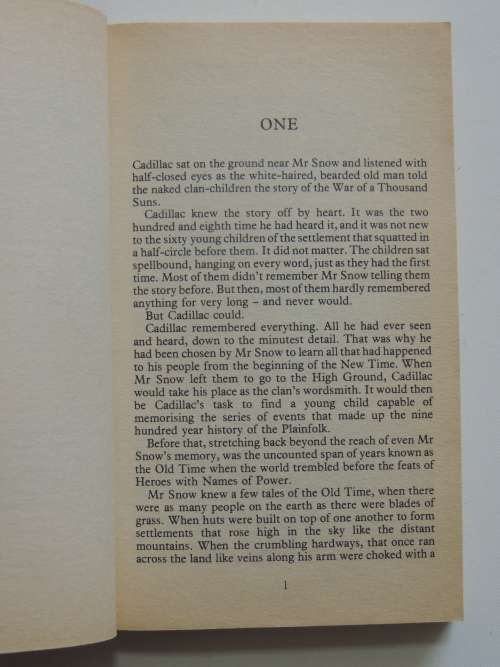 ONE
Cadillac sat on the ground near Mr Snow and listened with
half-closed eyes as the white-haired, bearded old man told
the naked clan-children the story of the War of a Thousand
Suns.
Cadillac knew the story off by heart. It was the two
hundred and eighth time he had heard it, and it was not new
to the sixty young children of the settlement that squatted in
a half-circle before them. It did not matter. The children sat
spellbound, hanging on every word, just as they had the first
time. Most of them didn't remember Mr Snow telling them
the story before. But then, most of them hardly remembered
anything for very long – and never would.
But Cadillac could.
Cadillac remembered everything. All he had ever seen
and heard, down to the minutest detail. That was why he
had been chosen by Mr Snow to learn all that had happened
to his people from the beginning of the New Time. When
Mr Snow left them to go to the High Ground, Cadillac
would take his place as the clan's wordsmith. It would then
be Cadillac's task to find a young child capable of
memorising the series of events that made up the nine
hundred year history of the Plainfolk.
Before that, stretching back beyond the reach of even Mr
Snow's memory, was the uncounted span of years known as
the Old Time when the world trembled before the feats of
Heroes with Names of Power.
Mr Snow knew a few tales of the Old Time, when there
were as many people on the earth as there were blades of
grass. When huts were built on top of one another to form
settlements that rose high in the sky like the distant
mountains. When the crumbling hardways, that once ran
across the land like veins along his arm were choked with a
1